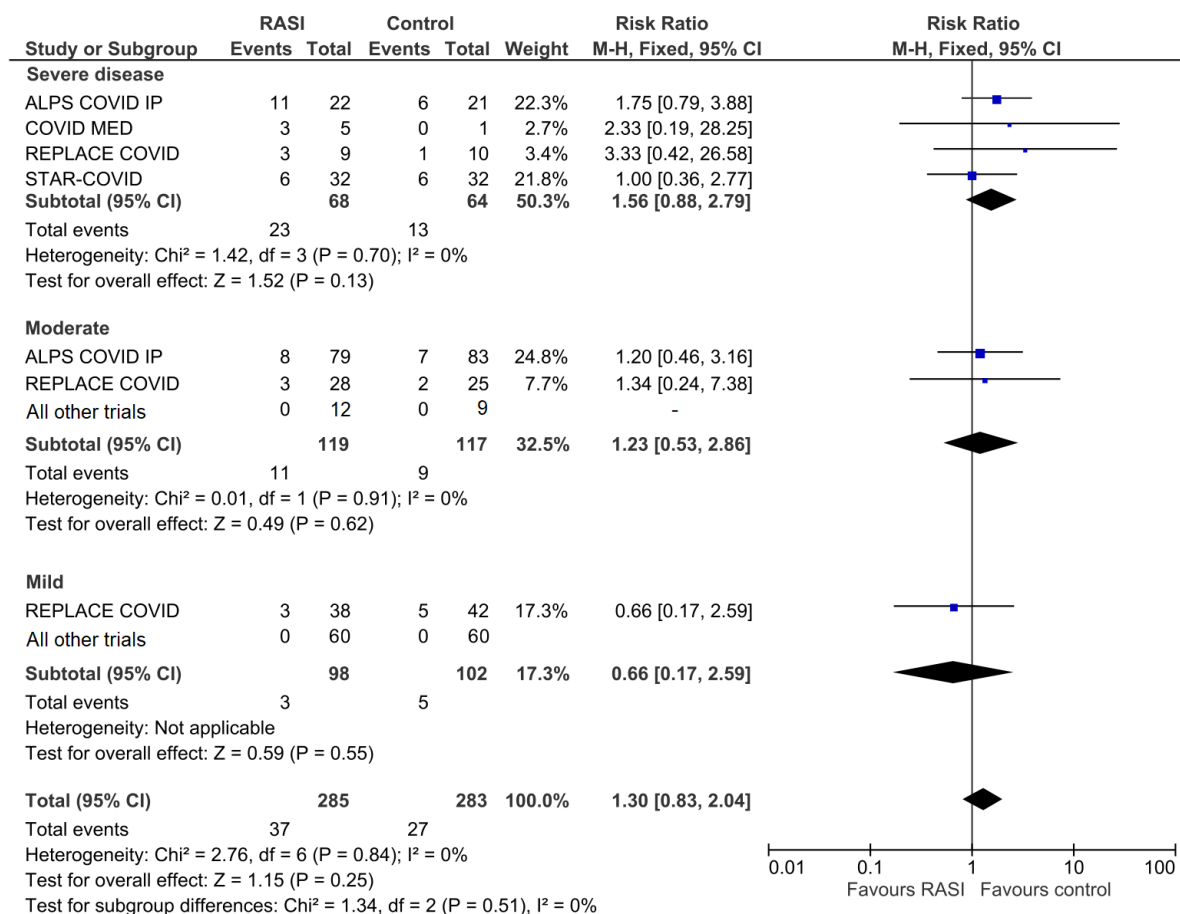 RASI Control Risk Ratio Risk Ratio
Study or Subgroup Events Total Events Total Weight M-H, Fixed, 95% CI M-H, Fixed, 95% CI
Severe disease
ALPS COVID IP 11 22 6 21 22.3% 1.75 [0.79, 3.88]
COVID MED 3 5 0 1 2.7% 2.33 [0.19, 28.25]
REPLACE COVID 3 9 1 10 3.4% 3.33 [0.42, 26.58]
STAR-COVID 6 32 6 32 21.8% 1.00 [0.36, 2.77]
Subtotal (95% CI) 68 64 50.3% 1.56 [0.88, 2.79]
Total events 23 13
Heterogeneity: Chi² = 1.42, df = 3 (P = 0.70); I² = 0%
Test for overall effect: Z = 1.52 (P = 0.13)
Moderate
ALPS COVID IP 8 79 7 83 24.8% 1.20 [0.46, 3.16]
REPLACE COVID 3 28 2 25 7.7% 1.34 [0.24, 7.38]
All other trials 0 12 0 9 -
Subtotal (95% CI) 119 117 32.5% 1.23 [0.53, 2.86]
Total events 11 9
Heterogeneity: Chi² = 0.01, df = 1 (P = 0.91); I² = 0%
Test for overall effect: Z = 0.49 (P = 0.62)
Mild
REPLACE COVID 3 38 5 42 17.3% 0.66 [0.17, 2.59]
All other trials 0 60 0 60
Subtotal (95% CI) 98 102 17.3% 0.66 [0.17, 2.59]
Total events 3 5
Heterogeneity: Not applicable
Test for overall effect: Z = 0.59 (P = 0.55)
Total (95% CI) 285 283 100.0% 1.30 [0.83, 2.04]
Total events 37 27
Heterogeneity: Chi² = 2.76, df = 6 (P = 0.84); I² = 0%
Test for overall effect: Z = 1.15 (P = 0.25)
Test for subgroup differences: Chi² = 1.34, df = 2 (P = 0.51), I² = 0%
0.01 0.1 1 10 100
Favours RASI Favours control